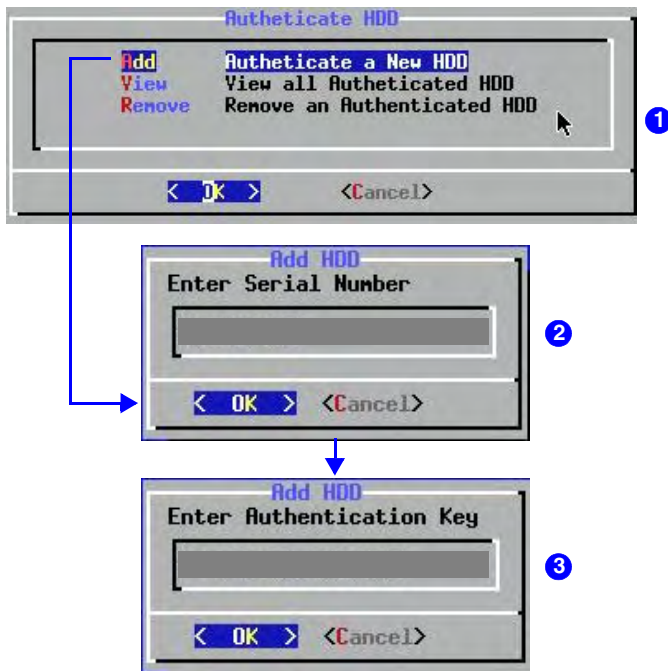 Autheticate HDD
Add Autheticate a New HDD
View View all Autheticated HDD
Remove Remove an Authenticated HDD
< OK > <Cancel>
1
Add HDD
Enter Serial Number
2
< OK > <Cancel>
Add HDD
Enter Authentication Key
3
< OK > <Cancel>